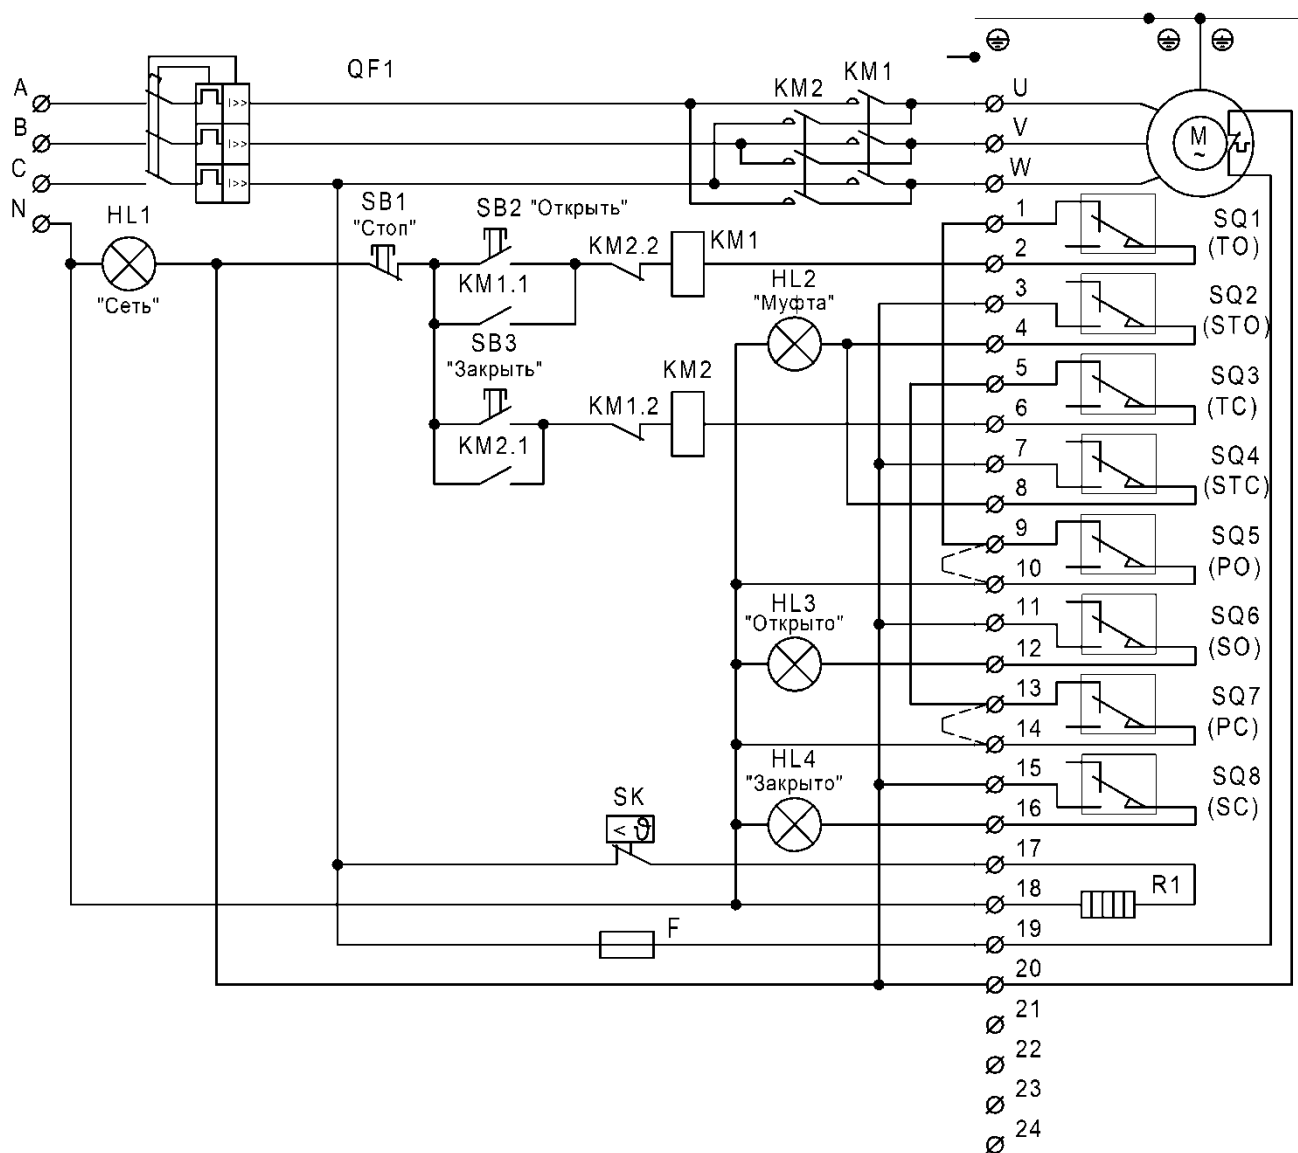 QF1
KM2
KM1
A
B
C
N
I>>
I>>
I>>
U
V
W
M
~
HL1
"Сеть"
SB1
"Стоп"
SB2 "Открыть"
KM1.1
KM2.2
KM1
SB3
"Закрыть"
KM2.1
KM1.2
KM2
HL2
"Муфта"
HL3
"Открыто"
HL4
"Закрыто"
SK
< ϑ
F
R1
1
2
3
4
5
6
7
8
9
10
11
12
13
14
15
16
17
18
19
20
21
22
23
24
SQ1
(TO)
SQ2
(STO)
SQ3
(TC)
SQ4
(STC)
SQ5
(PO)
SQ6
(SO)
SQ7
(PC)
SQ8
(SC)